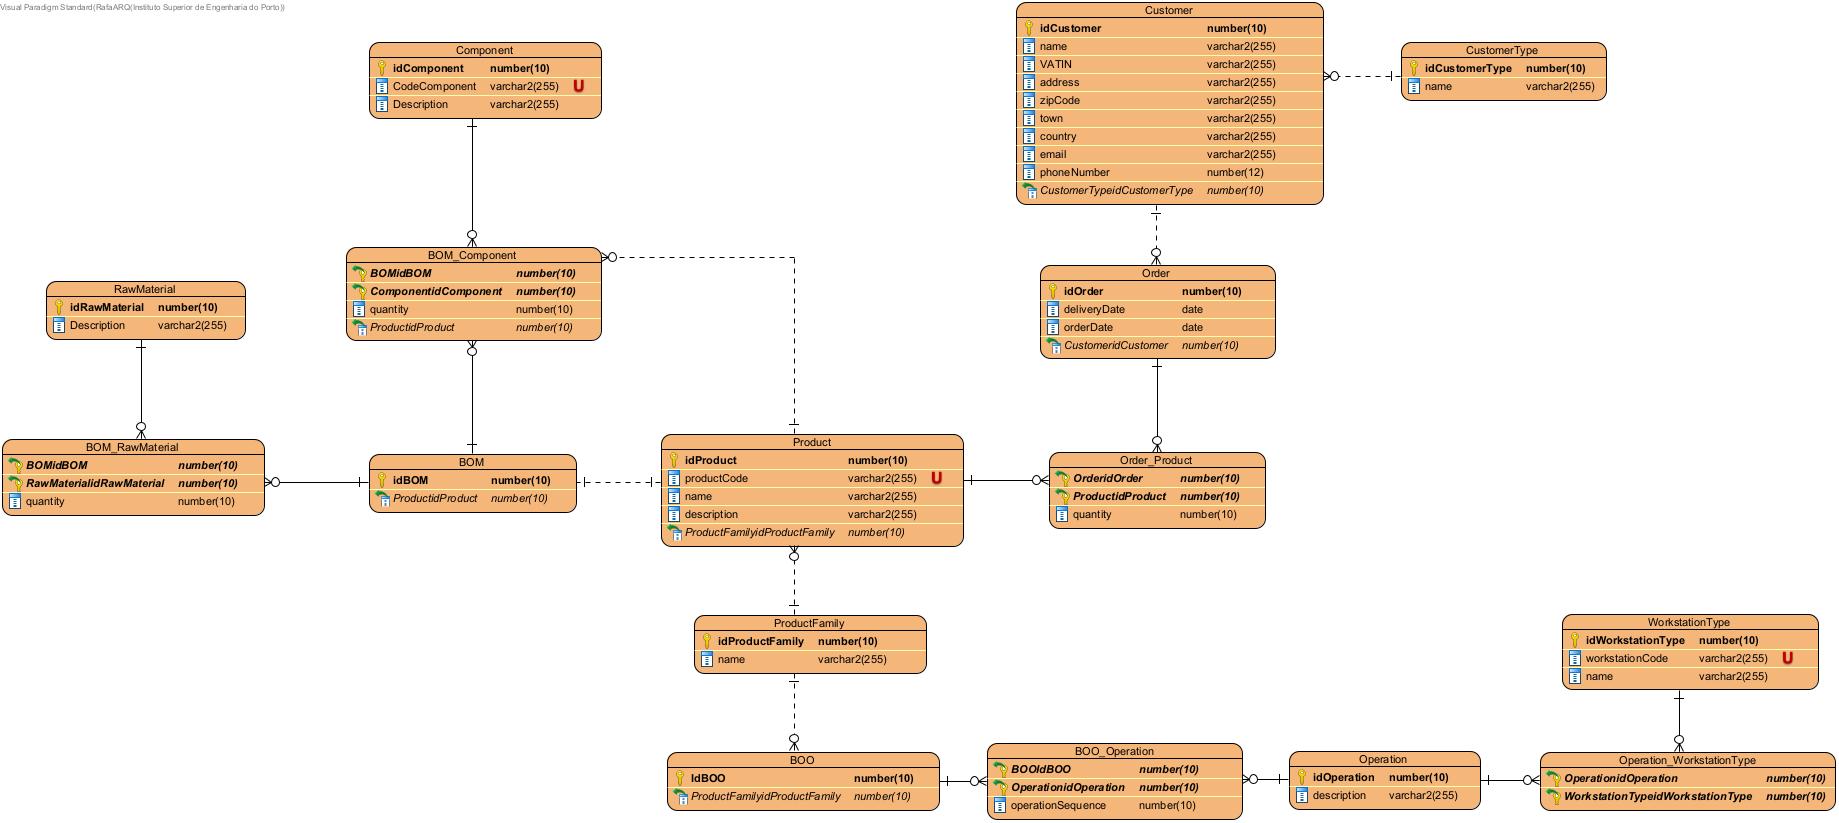 Visual Paradigm Standard(RafaARQ(Instituto Superior de Engenharia do Porto))
Component
idComponent number(10)
CodeComponent varchar2(255) U
Description varchar2(255)
Customer
idCustomer number(10)
name varchar2(255)
VATIN varchar2(255)
address varchar2(255)
zipCode varchar2(255)
town varchar2(255)
country varchar2(255)
email varchar2(255)
phoneNumber number(12)
CustomerTypeidCustomerType number(10)
CustomerType
idCustomerType number(10)
name varchar2(255)
BOM_Component
BOMidBOM number(10)
ComponentidComponent number(10)
quantity number(10)
ProductidProduct number(10)
RawMaterial
idRawMaterial number(10)
Description varchar2(255)
Order
idOrder number(10)
deliveryDate date
orderDate date
CustomeridCustomer number(10)
BOM_RawMaterial
BOMidBOM number(10)
RawMaterialidRawMaterial number(10)
quantity number(10)
BOM
idBOM number(10)
ProductidProduct number(10)
Product
idProduct number(10)
productCode varchar2(255) U
name varchar2(255)
description varchar2(255)
ProductFamilyidProductFamily number(10)
Order_Product
OrderidOrder number(10)
ProductidProduct number(10)
quantity number(10)
ProductFamily
idProductFamily number(10)
name varchar2(255)
WorkstationType
idWorkstationType number(10)
workstationCode varchar2(255) U
name varchar2(255)
BOO
IdBOO number(10)
ProductFamilyidProductFamily number(10)
BOO_Operation
BOOIdBOO number(10)
OperationidOperation number(10)
operationSequence number(10)
Operation
idOperation number(10)
description varchar2(255)
Operation_WorkstationType
OperationidOperation number(10)
WorkstationTypeidWorkstationType number(10)